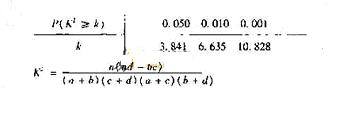 P(K² ≥ k) 0.050 0.010 0.001
k 3.841 6.635 10.828
K² = n(ad - bc) / (a + b)(c + d)(a + c)(b + d)